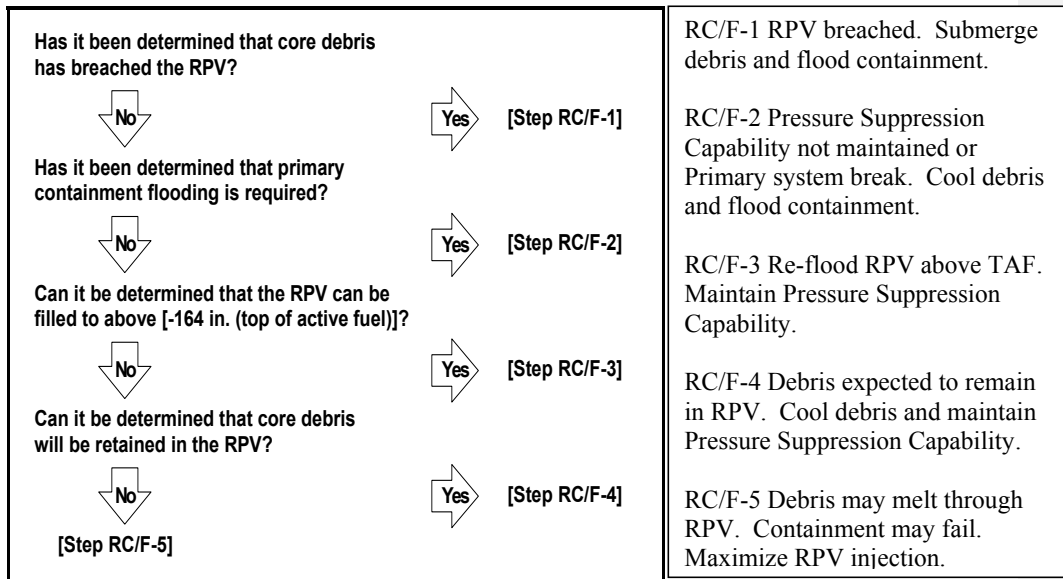 Has it been determined that core debris
has breached the RPV?
No
Yes
[Step RC/F-1]
Has it been determined that primary
containment flooding is required?
No
Yes
[Step RC/F-2]
Can it be determined that the RPV can be
filled to above [-164 in. (top of active fuel)]?
No
Yes
[Step RC/F-3]
Can it be determined that core debris
will be retained in the RPV?
No
Yes
[Step RC/F-4]
[Step RC/F-5]
RC/F-1 RPV breached. Submerge
debris and flood containment.
RC/F-2 Pressure Suppression
Capability not maintained or
Primary system break. Cool debris
and flood containment.
RC/F-3 Re-flood RPV above TAF.
Maintain Pressure Suppression
Capability.
RC/F-4 Debris expected to remain
in RPV. Cool debris and maintain
Pressure Suppression Capability.
RC/F-5 Debris may melt through
RPV. Containment may fail.
Maximize RPV injection.